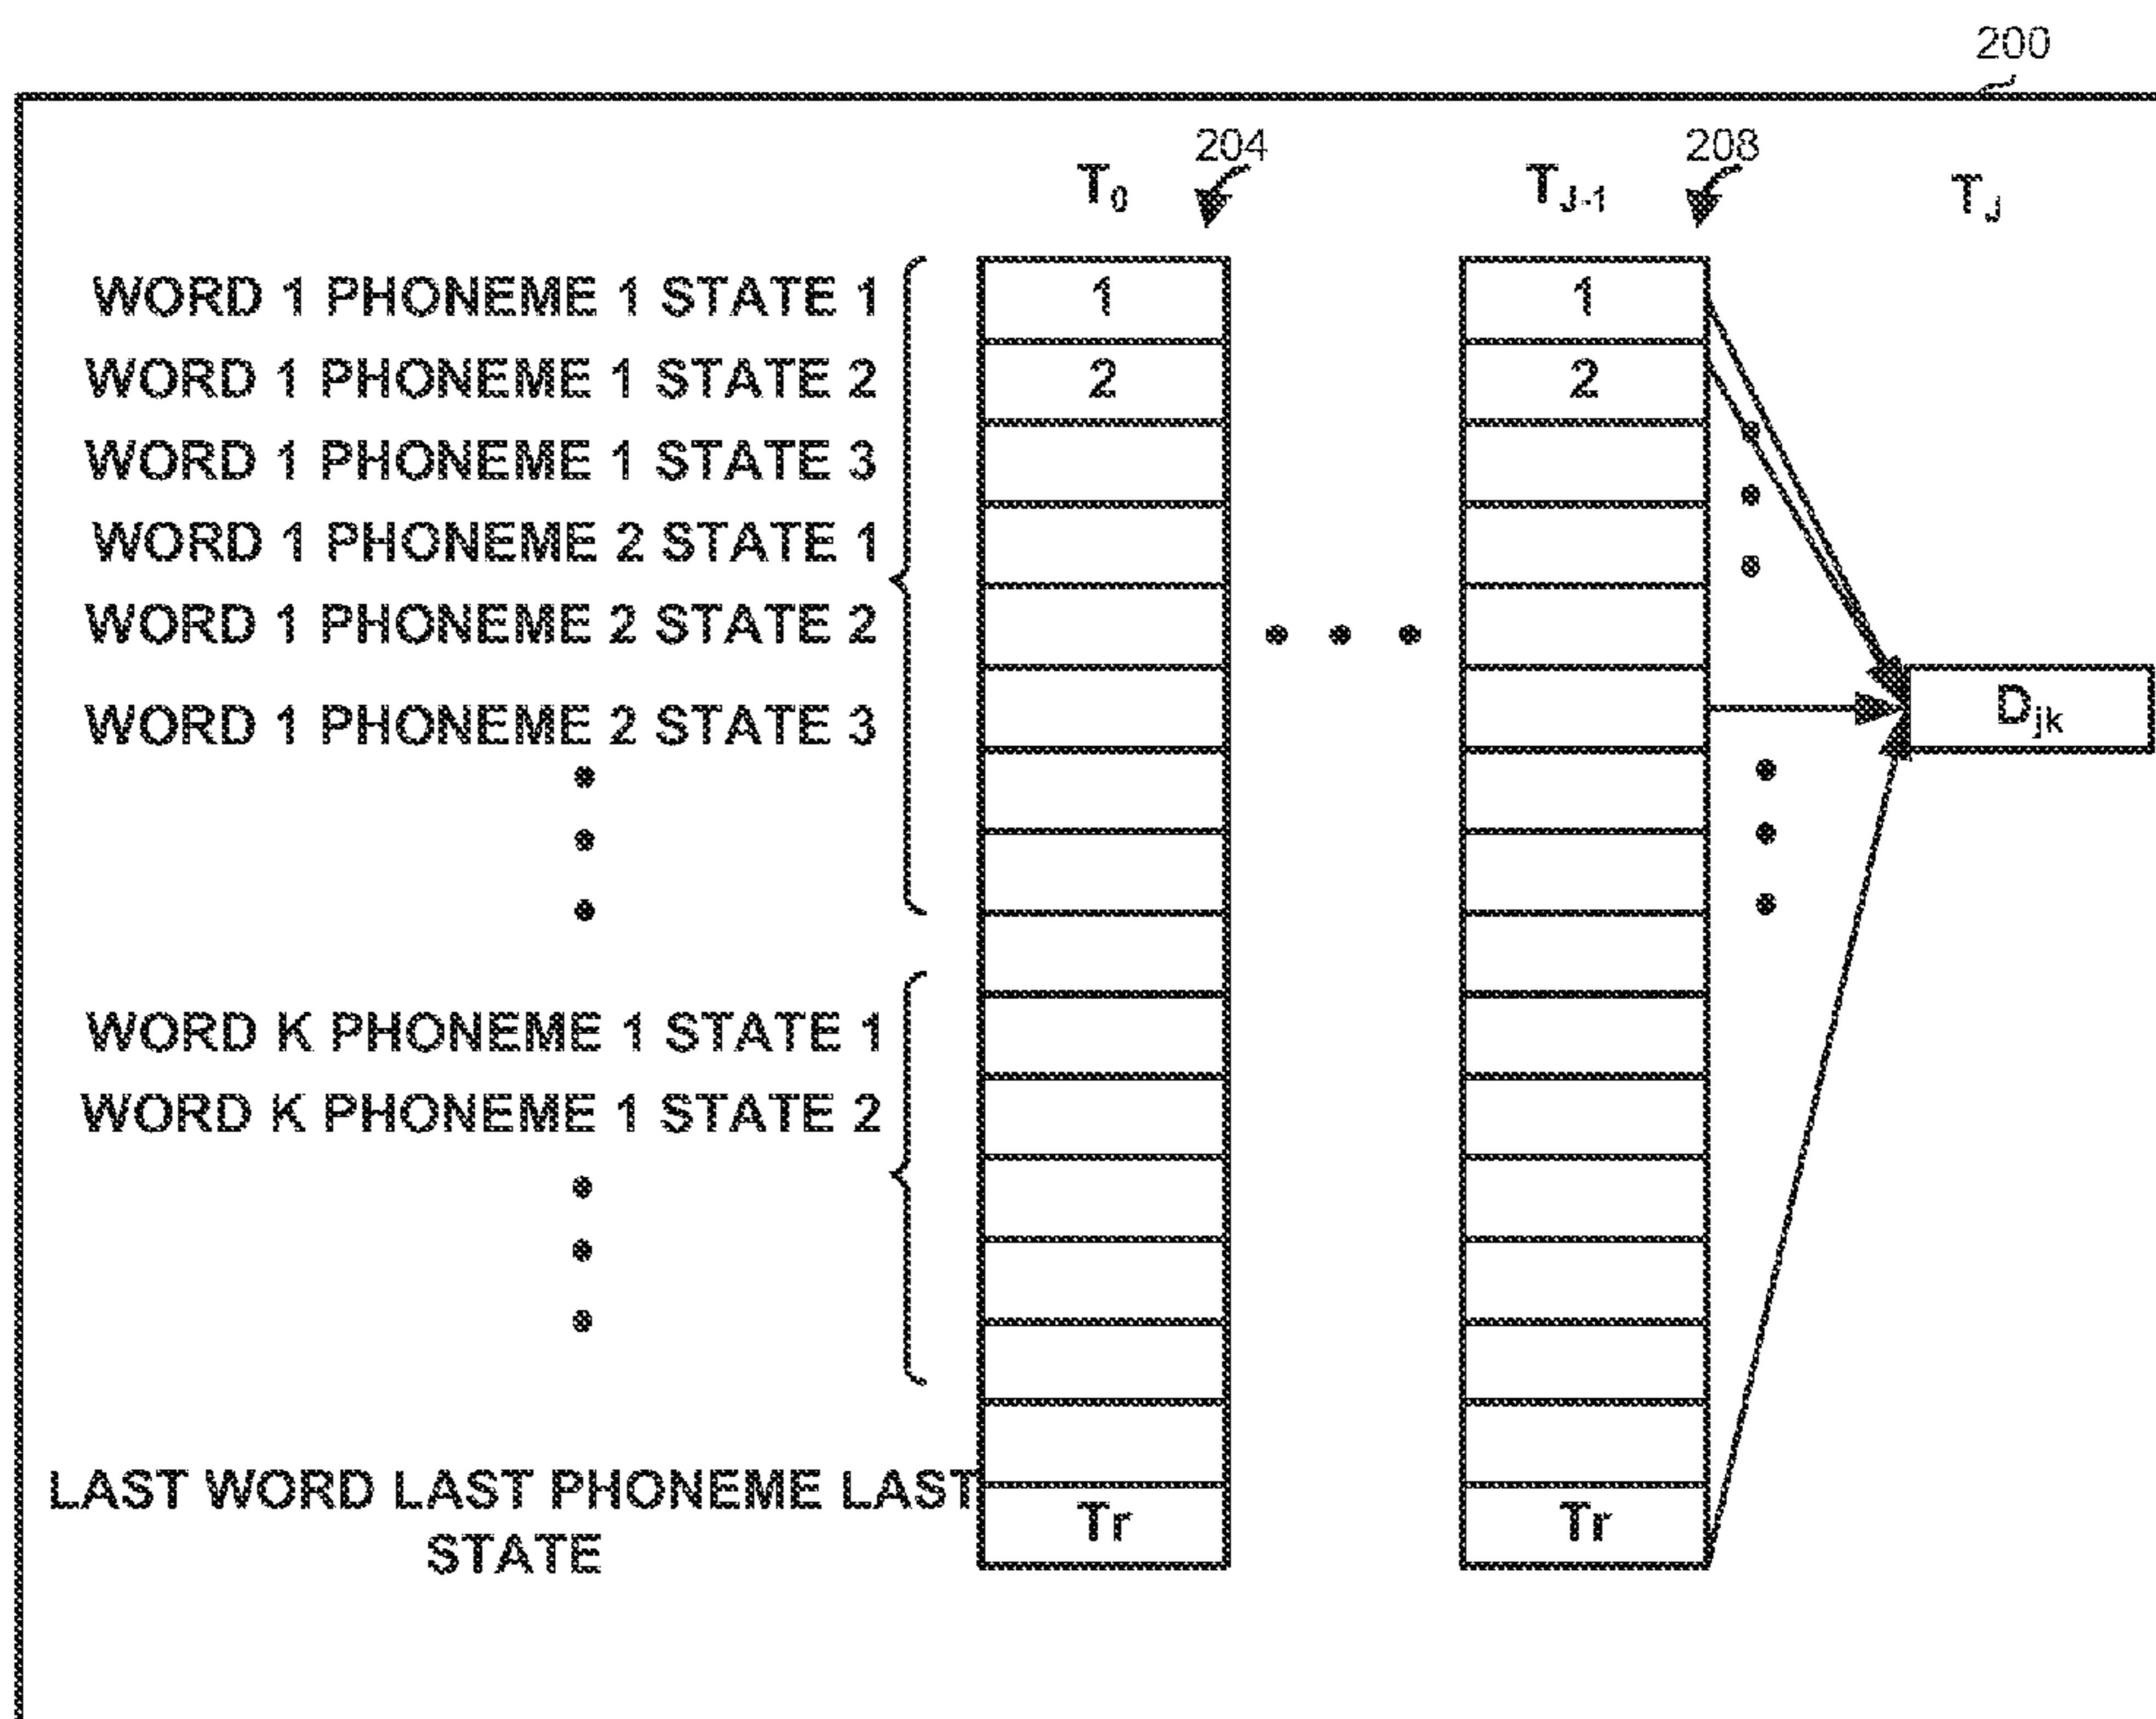 200
204 208
T0 TJ-1 TJ
WORD 1 PHONEME 1 STATE 1 1 1
WORD 1 PHONEME 1 STATE 2 2 2
WORD 1 PHONEME 1 STATE 3
WORD 1 PHONEME 2 STATE 1
WORD 1 PHONEME 2 STATE 2
WORD 1 PHONEME 2 STATE 3 Djk
WORD K PHONEME 1 STATE 1
WORD K PHONEME 1 STATE 2
LAST WORD LAST PHONEME LAST Tr Tr
STATE